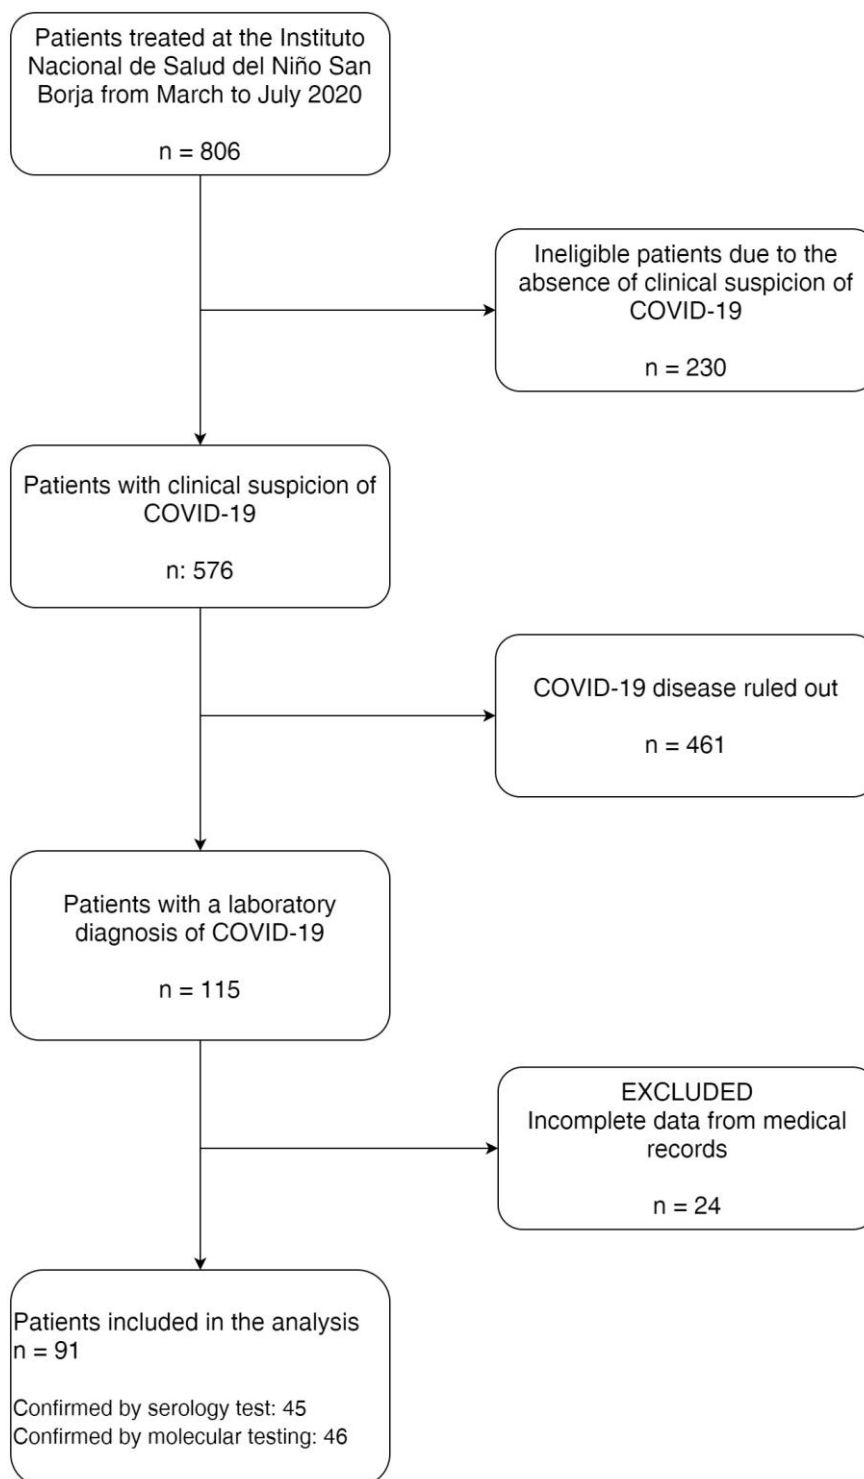 Patients treated at the Instituto
Nacional de Salud del Niño San
Borja from March to July 2020
n = 806
Ineligible patients due to the
absence of clinical suspicion of
COVID-19
n = 230
Patients with clinical suspicion of
COVID-19
n: 576
COVID-19 disease ruled out
n = 461
Patients with a laboratory
diagnosis of COVID-19
n = 115
EXCLUDED
Incomplete data from medical
records
n = 24
Patients included in the analysis
n = 91
Confirmed by serology test: 45
Confirmed by molecular testing: 46